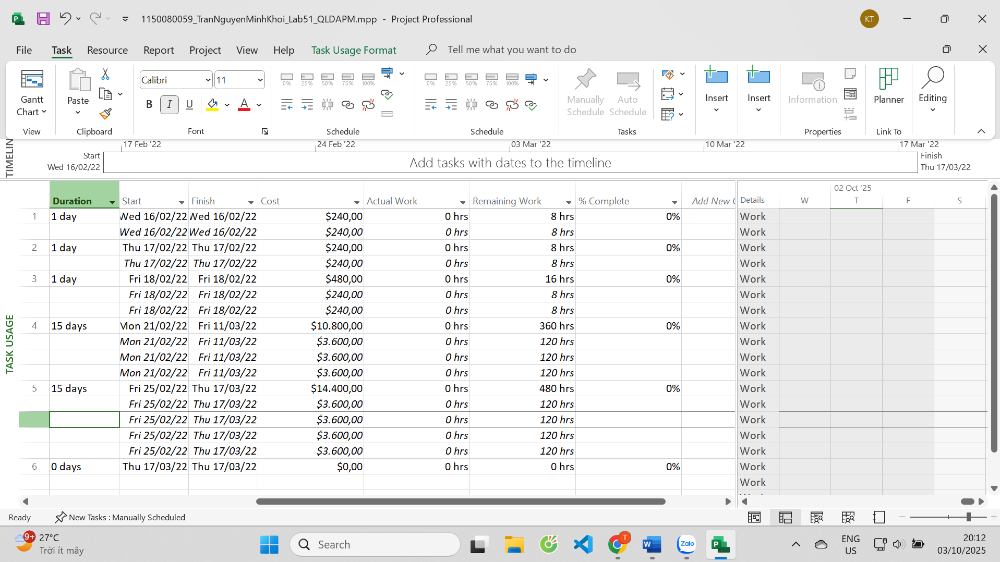 1150080059_TranNguyenMinhKhoi_Lab51_QLDAPM.mpp - Project Professional
KT
File Task Resource Report Project View Help Task Usage Format Tell me what you want to do
Gantt Chart
Paste
Calibri 11
B I U A
0% 25% 50% 75% 100%
0% 25% 50% 75% 100%
Manually Schedule
Auto Schedule
Insert
Insert
Information
Planner
Editing
View Clipboard Font Schedule Schedule Tasks Properties Link To
TIMELIN
17 Feb '22 24 Feb '22 03 Mar '22 10 Mar '22 17 Mar '22
Start
Wed 16/02/22
Add tasks with dates to the timeline
Finish
Thu 17/03/22
TASK USAGE
Duration Start Finish Cost Actual Work Remaining Work % Complete Add New Details
02 Oct '25
W T F S
1 1 day Wed 16/02/22 Wed 16/02/22 $240,00 0 hrs 8 hrs 0% Work
Wed 16/02/22 Wed 16/02/22 $240,00 0 hrs 8 hrs Work
2 1 day Thu 17/02/22 Thu 17/02/22 $240,00 0 hrs 8 hrs 0% Work
Thu 17/02/22 Thu 17/02/22 $240,00 0 hrs 8 hrs Work
3 1 day Fri 18/02/22 Fri 18/02/22 $480,00 0 hrs 16 hrs 0% Work
Fri 18/02/22 Fri 18/02/22 $240,00 0 hrs 8 hrs Work
Fri 18/02/22 Fri 18/02/22 $240,00 0 hrs 8 hrs Work
4 15 days Mon 21/02/22 Fri 11/03/22 $10.800,00 0 hrs 360 hrs 0% Work
Mon 21/02/22 Fri 11/03/22 $3.600,00 0 hrs 120 hrs Work
Mon 21/02/22 Fri 11/03/22 $3.600,00 0 hrs 120 hrs Work
Mon 21/02/22 Fri 11/03/22 $3.600,00 0 hrs 120 hrs Work
5 15 days Fri 25/02/22 Thu 17/03/22 $14.400,00 0 hrs 480 hrs 0% Work
Fri 25/02/22 Thu 17/03/22 $3.600,00 0 hrs 120 hrs Work
Fri 25/02/22 Thu 17/03/22 $3.600,00 0 hrs 120 hrs Work
Fri 25/02/22 Thu 17/03/22 $3.600,00 0 hrs 120 hrs Work
Fri 25/02/22 Thu 17/03/22 $3.600,00 0 hrs 120 hrs Work
6 0 days Thu 17/03/22 Thu 17/03/22 $0,00 0 hrs 0 hrs 0% Work
Work
Ready New Tasks : Manually Scheduled
9+ 27°C
Trời ít mây
Search
T
Zalo
ENG
US
20:12
03/10/2025